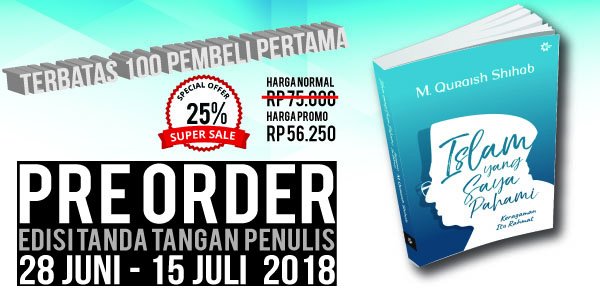 TERBATAS 100 PEMBELI PERTAMA
SPECIAL OFFER
25%
SUPER SALE
HARGA NORMAL
RP 75.000
HARGA PROMO
RP 56.250
PRE ORDER
EDISI TANDA TANGAN PENULIS
28 JUNI - 15 JULI 2018
M. Quraish Shihab
Islam
yang
Saya
Pahami
Keragaman
Itu Rahmat
M. Quraish Shihab